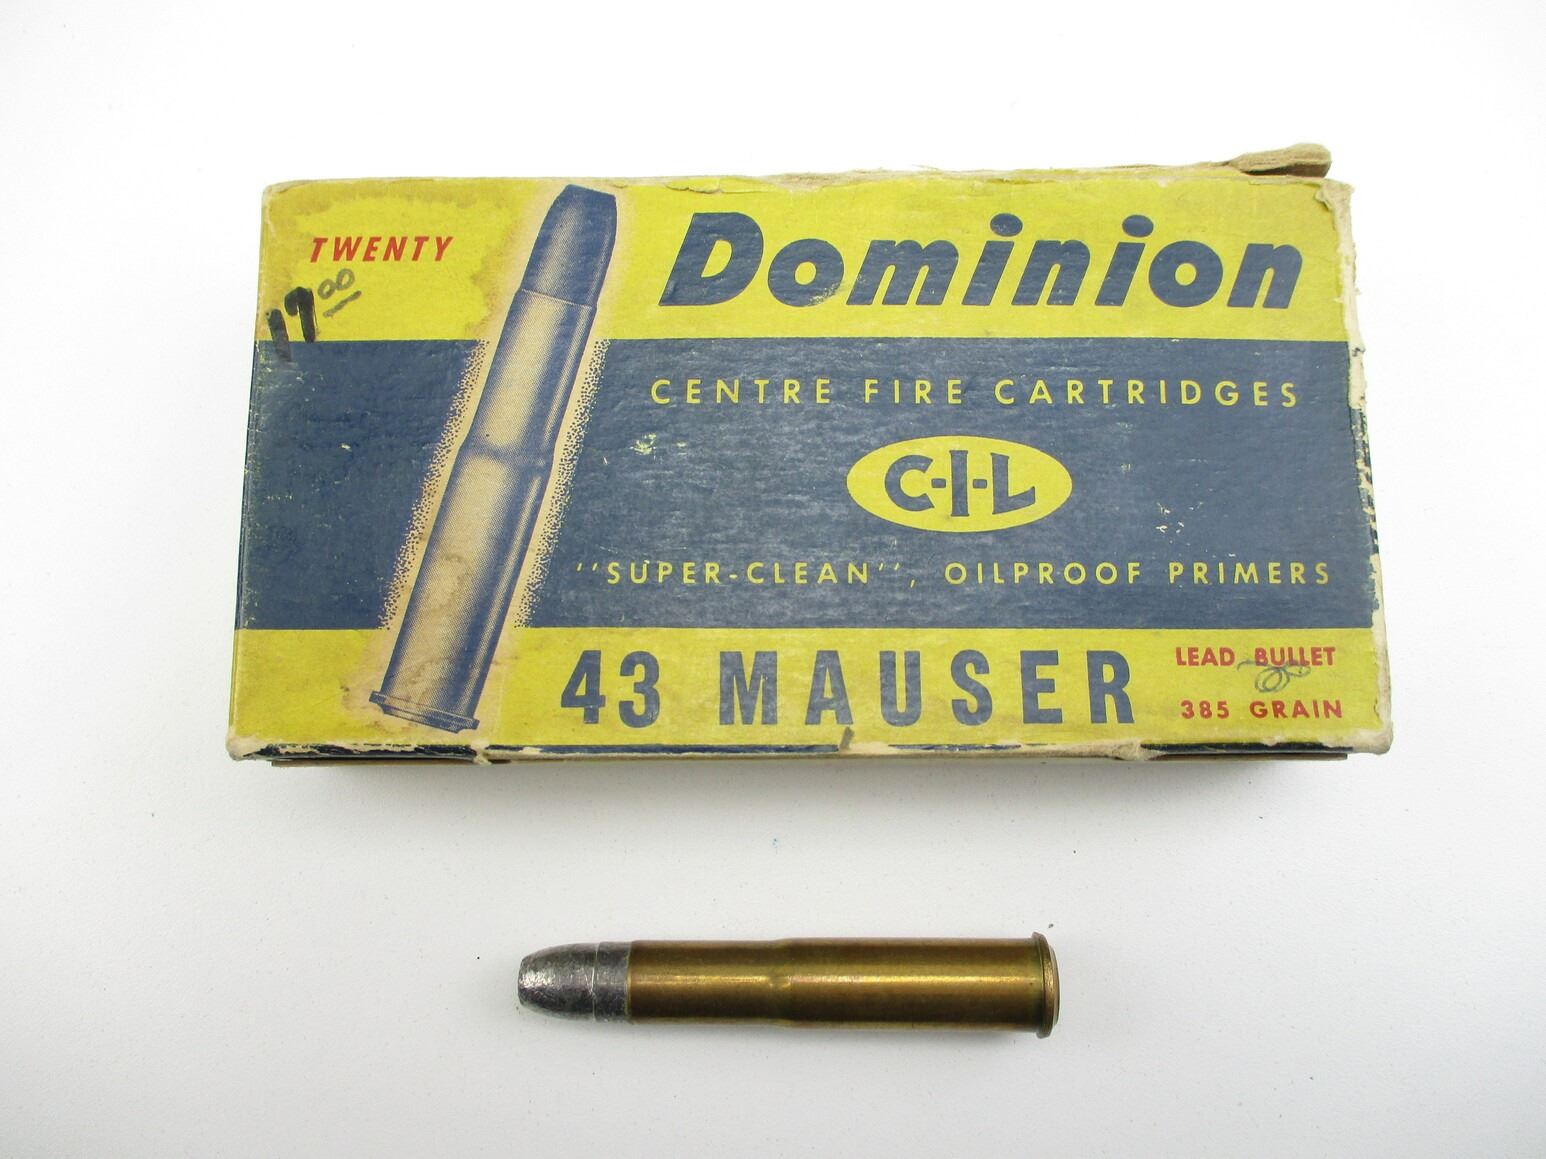 TWENTY
17 00
Dominion
CENTRE FIRE CARTRIDGES
C-I-L
"SUPER-CLEAN", OILPROOF PRIMERS
43 MAUSER
LEAD BULLET
385 GRAIN